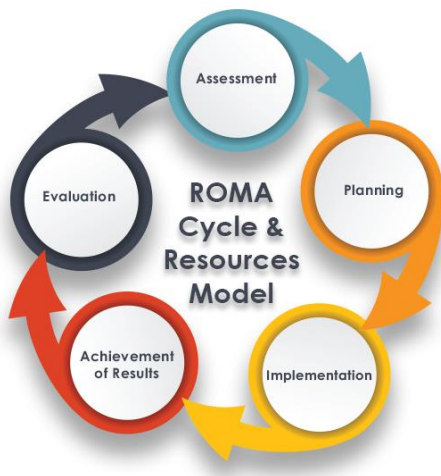 Assessment
Planning
Implementation
Achievement
of Results
Evaluation
ROMA
Cycle &
Resources
Model